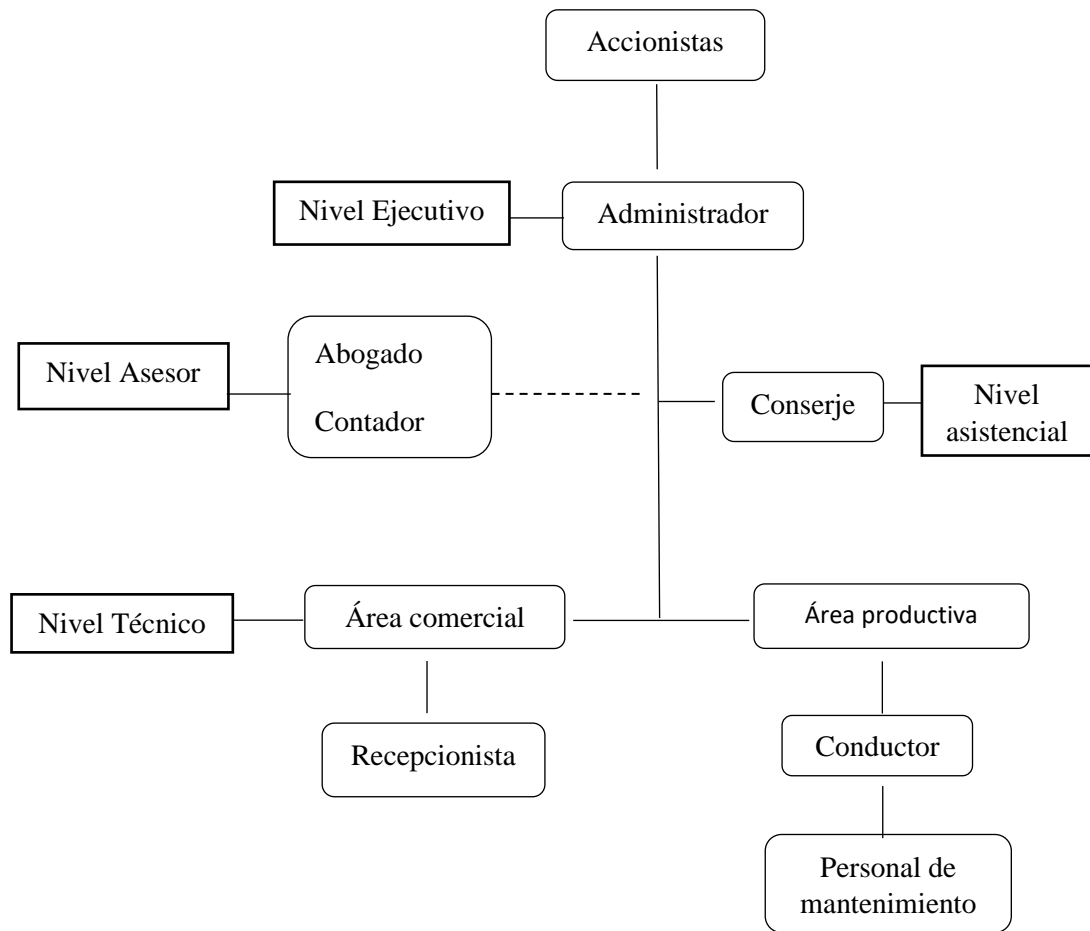 Accionistas
Nivel Ejecutivo
Administrador
Nivel Asesor
Abogado
Contador
Conserje
Nivel
asistencial
Nivel Técnico
Área comercial
Área productiva
Recepcionista
Conductor
Personal de
mantenimiento